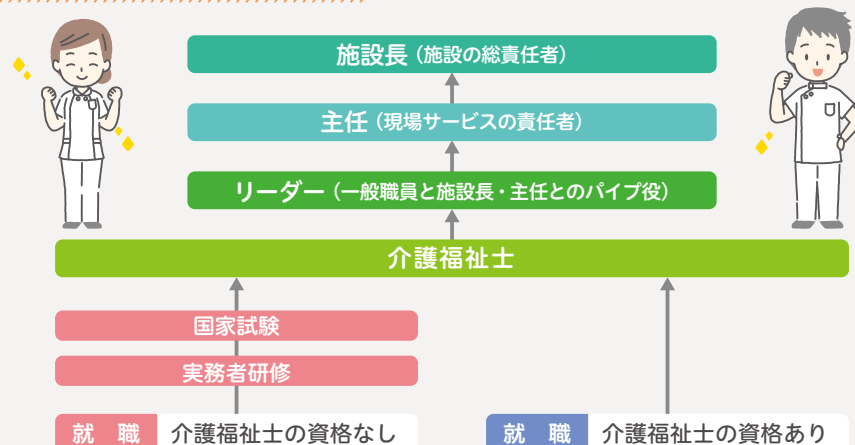 施設長（施設の総責任者）
主任（現場サービスの責任者）
リーダー（一般職員と施設長・主任とのパイプ役）
介護福祉士
国家試験
実務者研修
就　職　介護福祉士の資格なし
就　職　介護福祉士の資格あり